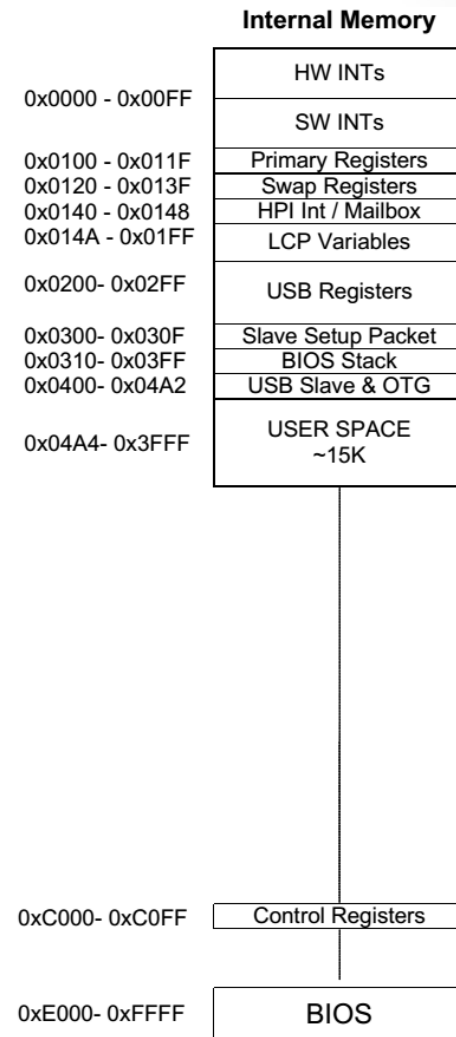 Internal Memory
HW INTs
0x0000 - 0x00FF
SW INTs
0x0100 - 0x011F Primary Registers
0x0120 - 0x013F Swap Registers
0x0140 - 0x0148 HPI Int / Mailbox
0x014A - 0x01FF LCP Variables
0x0200- 0x02FF USB Registers
0x0300- 0x030F Slave Setup Packet
0x0310- 0x03FF BIOS Stack
0x0400- 0x04A2 USB Slave & OTG
0x04A4- 0x3FFF USER SPACE
~15K
0xC000- 0xC0FF Control Registers
0xE000- 0xFFFF BIOS